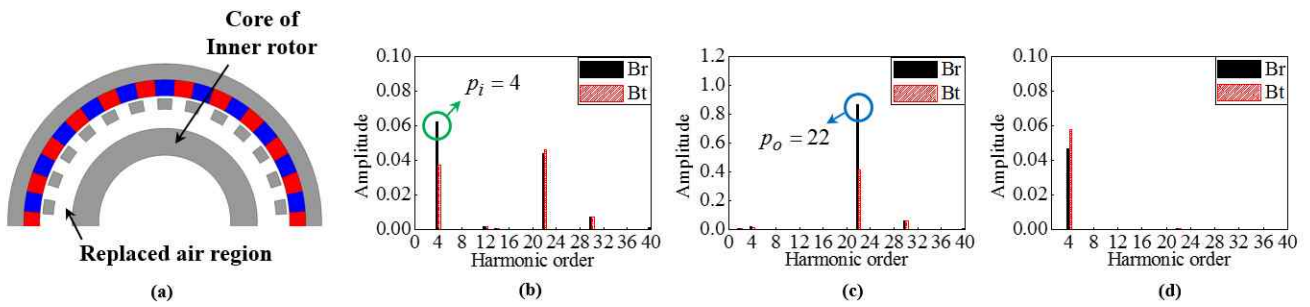 Core of
Inner rotor
Replaced air region
(a)
0.10
0.08
0.06
0.04
0.02
0.00
Amplitude
p_i = 4
Br
Bt
0 4 8 12 16 20 24 28 32 36 40
Harmonic order
(b)
1.2
1.0
0.8
0.6
0.4
0.2
0.0
Amplitude
p_o = 22
Br
Bt
0 4 8 12 16 20 24 28 32 36 40
Harmonic order
(c)
0.10
0.08
0.06
0.04
0.02
0.00
Amplitude
Br
Bt
0 4 8 12 16 20 24 28 32 36 40
Harmonic order
(d)